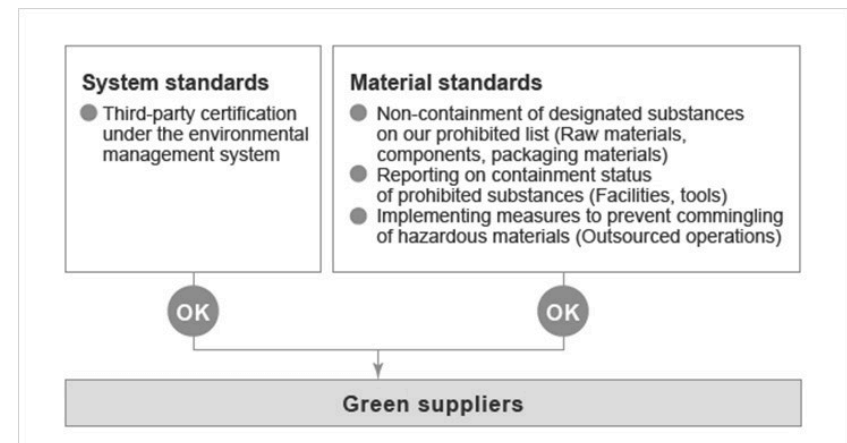 System standards
Third-party certification
under the environmental
management system
Material standards
Non-containment of designated substances
on our prohibited list (Raw materials,
components, packaging materials)
Reporting on containment status
of prohibited substances (Facilities, tools)
Implementing measures to prevent commingling
of hazardous materials (Outsourced operations)
OK
OK
Green suppliers